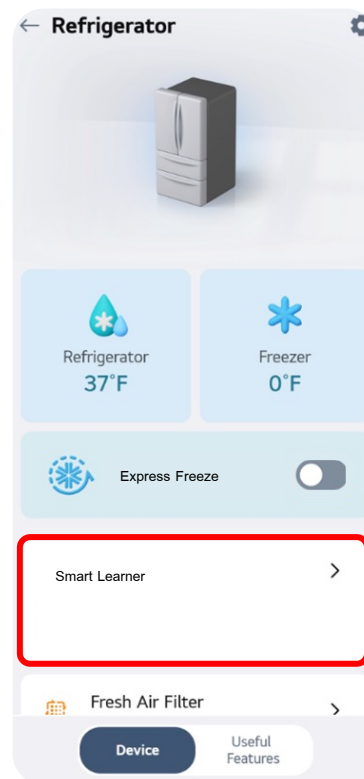 Refrigerator
Refrigerator
37°F
Freezer
0°F
Express Freeze
Smart Learner
Fresh Air Filter
Device
Useful
Features